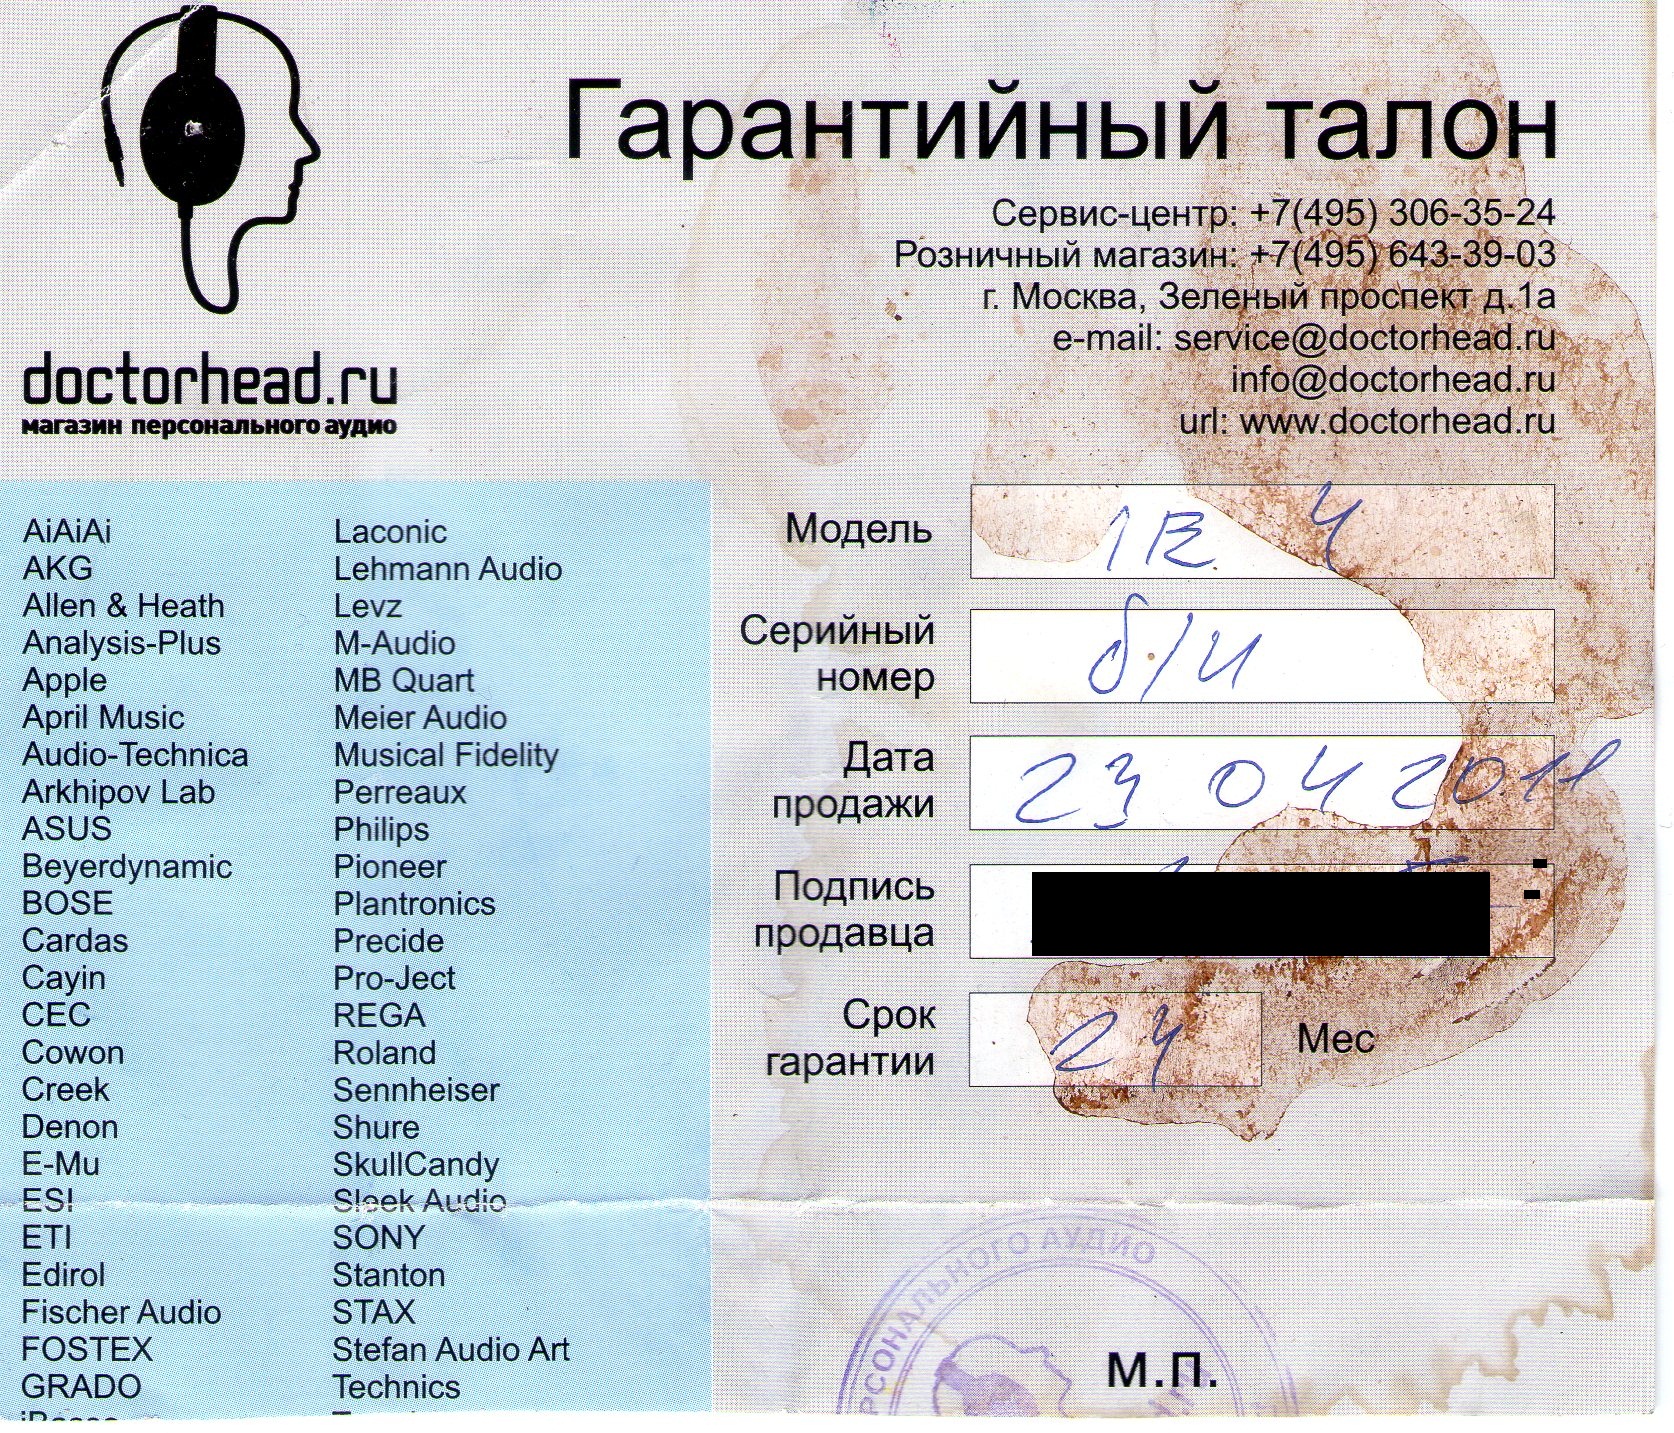 Гарантийный талон
Сервис-центр: +7(495) 306-35-24
Розничный магазин: +7(495) 643-39-03
г. Москва, Зеленый проспект д.1а
e-mail: service@doctorhead.ru
info@doctorhead.ru
url: www.doctorhead.ru
doctorhead.ru
магазин персонального аудио
AiAiAi
AKG
Allen & Heath
Analysis-Plus
Apple
April Music
Audio-Technica
Arkhipov Lab
ASUS
Beyerdynamic
BOSE
Cardas
Cayin
CEC
Cowon
Creek
Denon
E-Mu
ESI
ETI
Edirol
Fischer Audio
FOSTEX
GRADO
Laconic
Lehmann Audio
Levz
M-Audio
MB Quart
Meier Audio
Musical Fidelity
Perreaux
Philips
Pioneer
Plantronics
Precide
Pro-Ject
REGA
Roland
Sennheiser
Shure
SkullCandy
Sleek Audio
SONY
Stanton
STAX
Stefan Audio Art
Technics
Модель IE 4
Серийный
номер б/н
Дата
продажи 23 04 2011
Подпись
продавца
Срок
гарантии 24 Мес
РСОНАЛЬНОГО АУДИО
М.П.